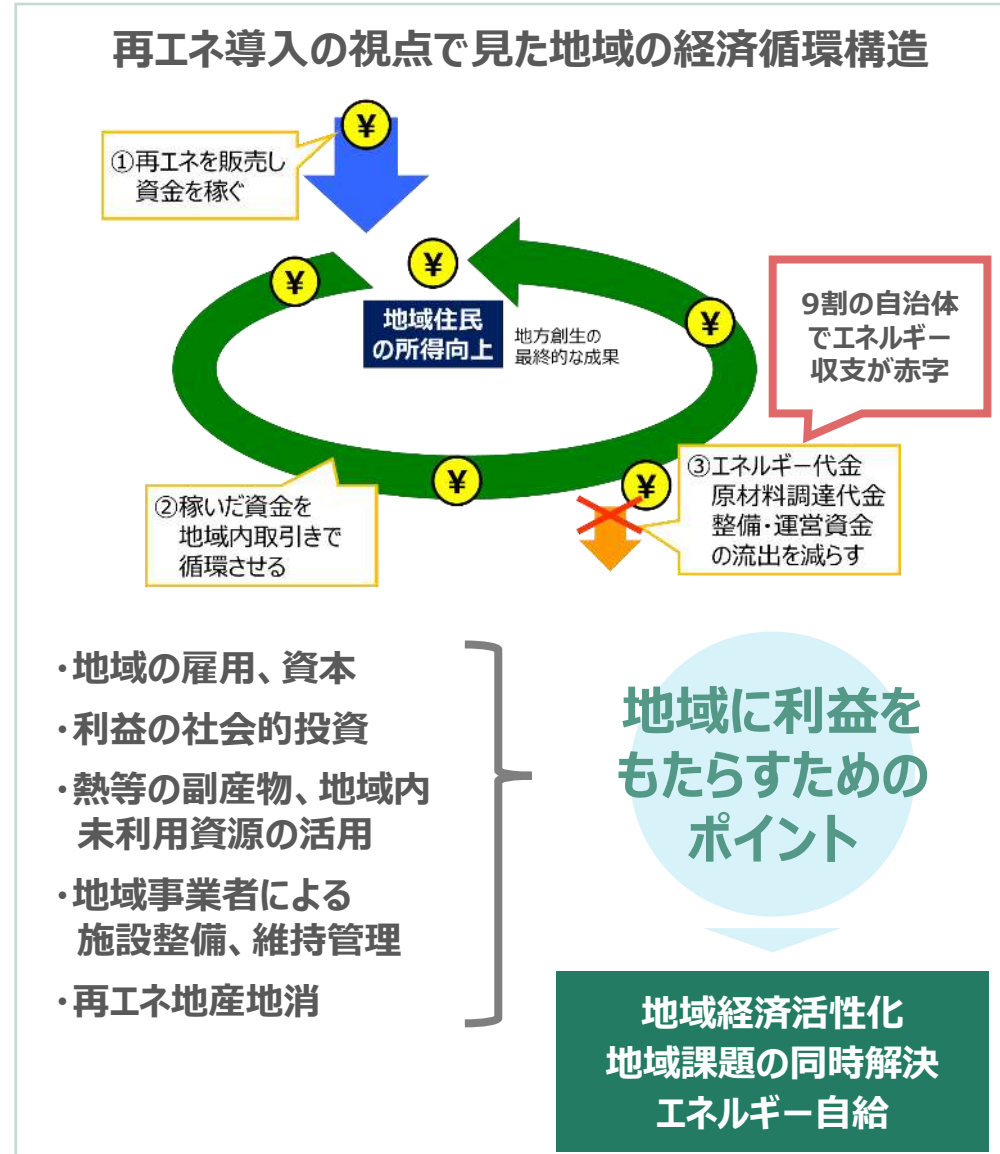 再エネ導入の視点で見た地域の経済循環構造
¥
①再エネを販売し
資金を稼ぐ
¥
¥
地域住民
の所得向上
地方創生の
最終的な成果
¥
9割の自治体
でエネルギー
収支が赤字
②稼いだ資金を
地域内取引きで
循環させる
¥
¥
③エネルギー代金
原材料調達代金
整備・運営資金
の流出を減らす
・地域の雇用、資本
・利益の社会的投資
・熱等の副産物、地域内
未利用資源の活用
・地域事業者による
施設整備、維持管理
・再エネ地産地消
地域に利益を
もたらすための
ポイント
地域経済活性化
地域課題の同時解決
エネルギー自給